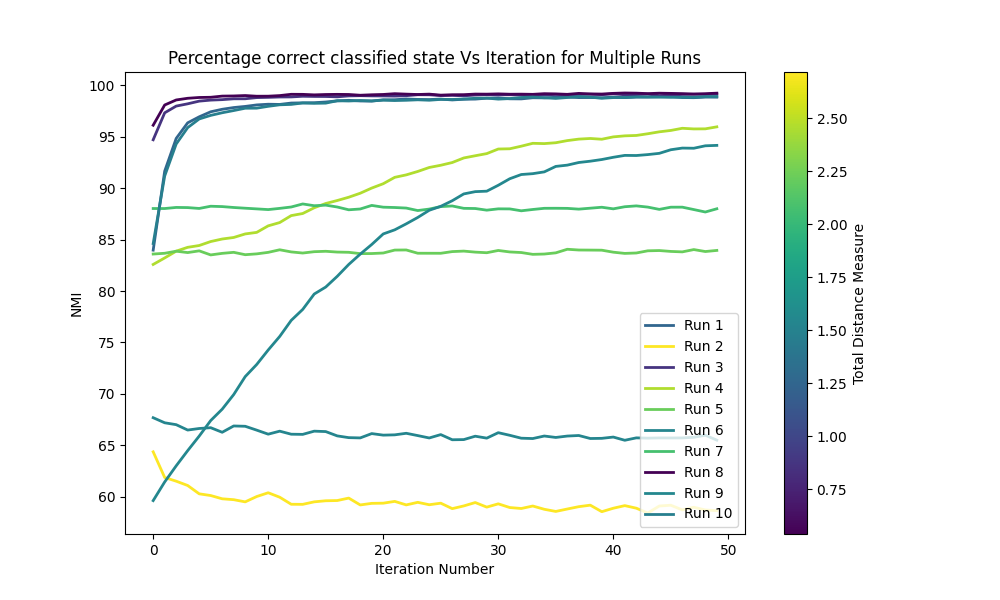 Percentage correct classified state Vs Iteration for Multiple Runs
NMI
100
95
90
85
80
75
70
65
60
0
10
20
30
40
50
Iteration Number
Run 1
Run 2
Run 3
Run 4
Run 5
Run 6
Run 7
Run 8
Run 9
Run 10
2.50
2.25
2.00
1.75
1.50
1.25
1.00
0.75
Total Distance Measure